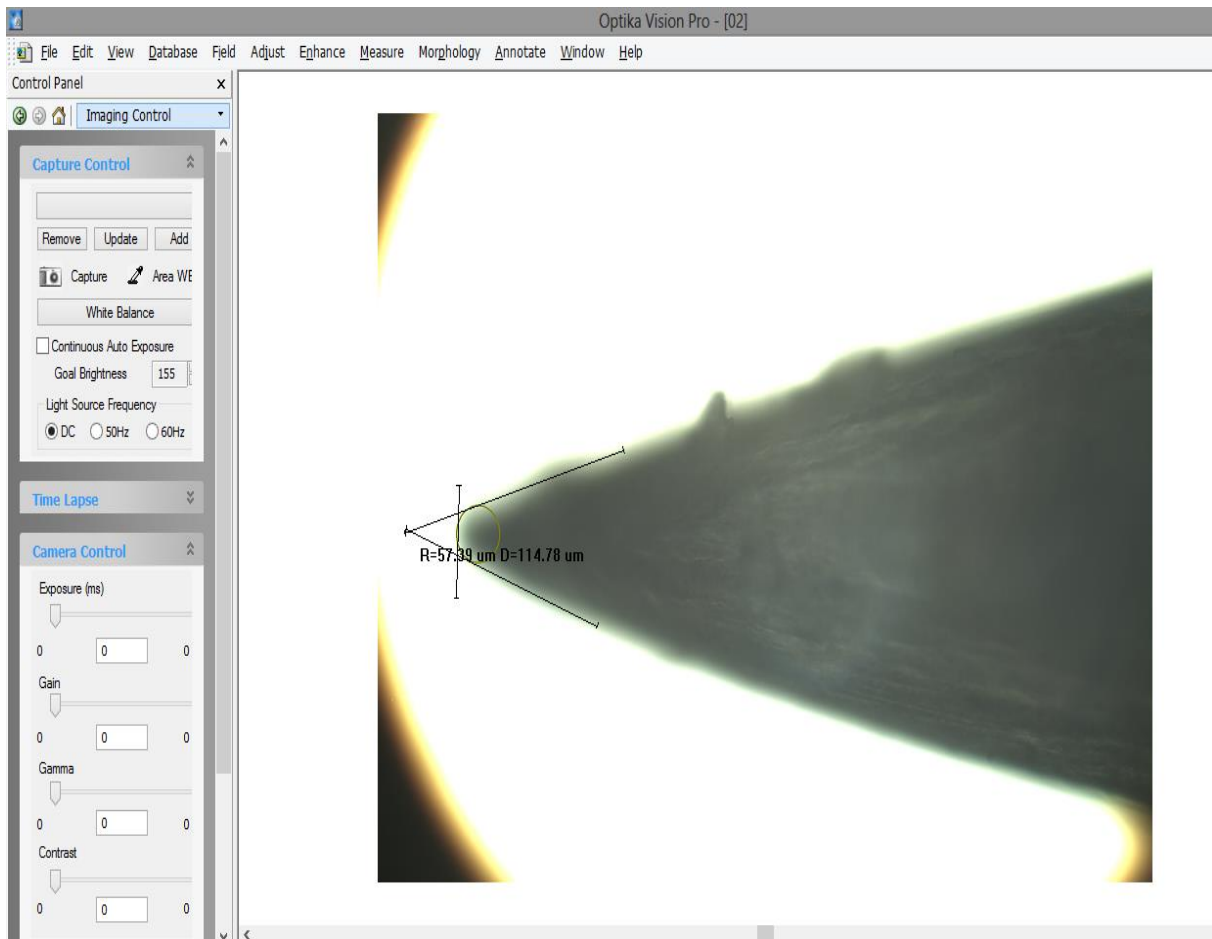 Optika Vision Pro - [02]
File Edit View Database Field Adjust Enhance Measure Morphology Annotate Window Help
Control Panel x
Imaging Control
Capture Control
Remove Update Add
Capture Area WE
White Balance
Continuous Auto Exposure
Goal Brightness 155
Light Source Frequency
DC 50Hz 60Hz
Time Lapse
Camera Control
Exposure (ms)
0 0 0
Gain
0 0 0
Gamma
0 0 0
Contrast
0 0 0
R=57.39 um D=114.78 um